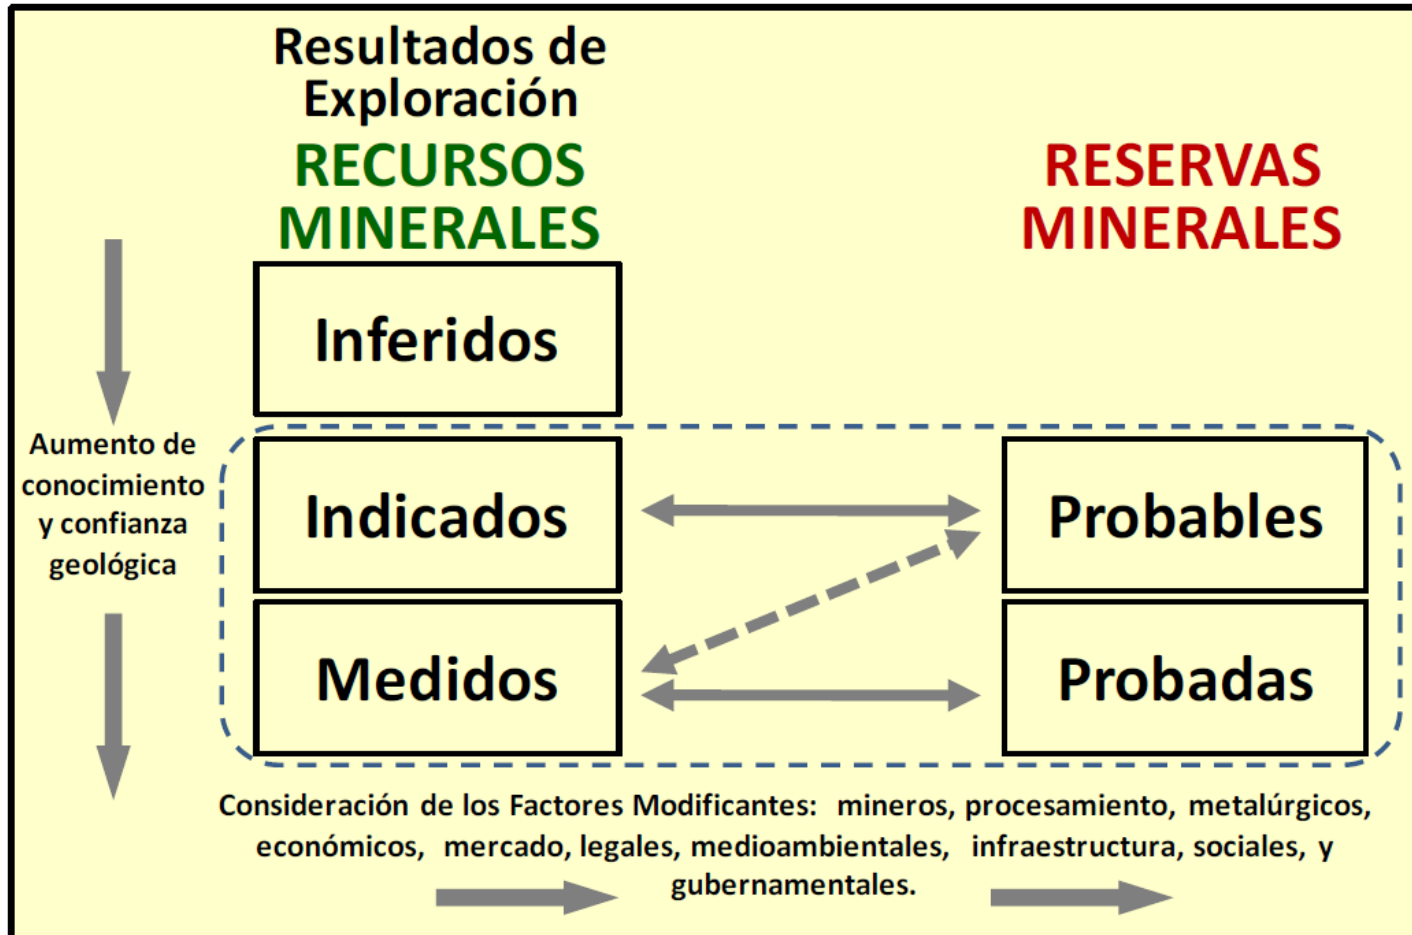 Resultados de
Exploración
RECURSOS
MINERALES
RESERVAS
MINERALES
Inferidos
Aumento de
conocimiento
y confianza
geológica
Indicados
Probables
Medidos
Probadas
Consideración de los Factores Modificantes: mineros, procesamiento, metalúrgicos,
económicos, mercado, legales, medioambientales, infraestructura, sociales, y
gubernamentales.